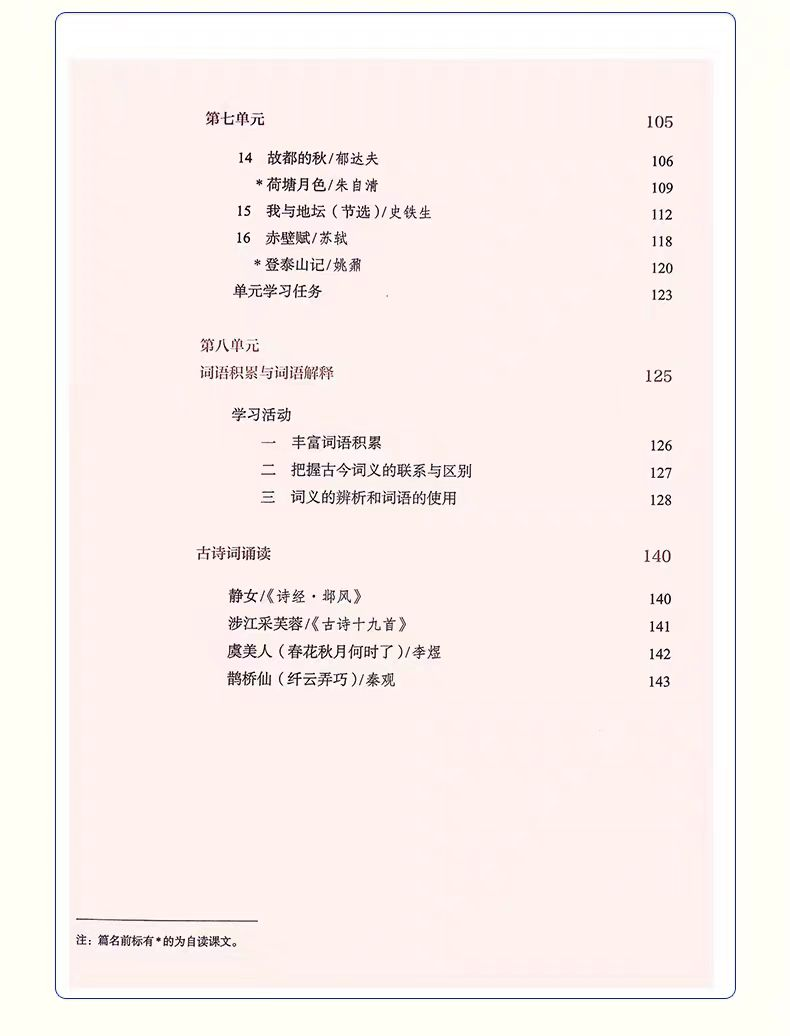 第七单元 105
14 故都的秋/郁达夫 106
*荷塘月色/朱自清 109
15 我与地坛(节选)/史铁生 112
16 赤壁赋/苏轼 118
*登泰山记/姚鼐 120
单元学习任务 123
第八单元
词语积累与词语解释 125
学习活动
一 丰富词语积累 126
二 把握古今词义的联系与区别 127
三 词义的辨析和词语的使用 128
古诗词诵读 140
静女/《诗经·邶风》 140
涉江采芙蓉/《古诗十九首》 141
虞美人(春花秋月何时了)/李煜 142
鹊桥仙(纤云弄巧)/秦观 143
注:篇名前标有*的为自读课文。